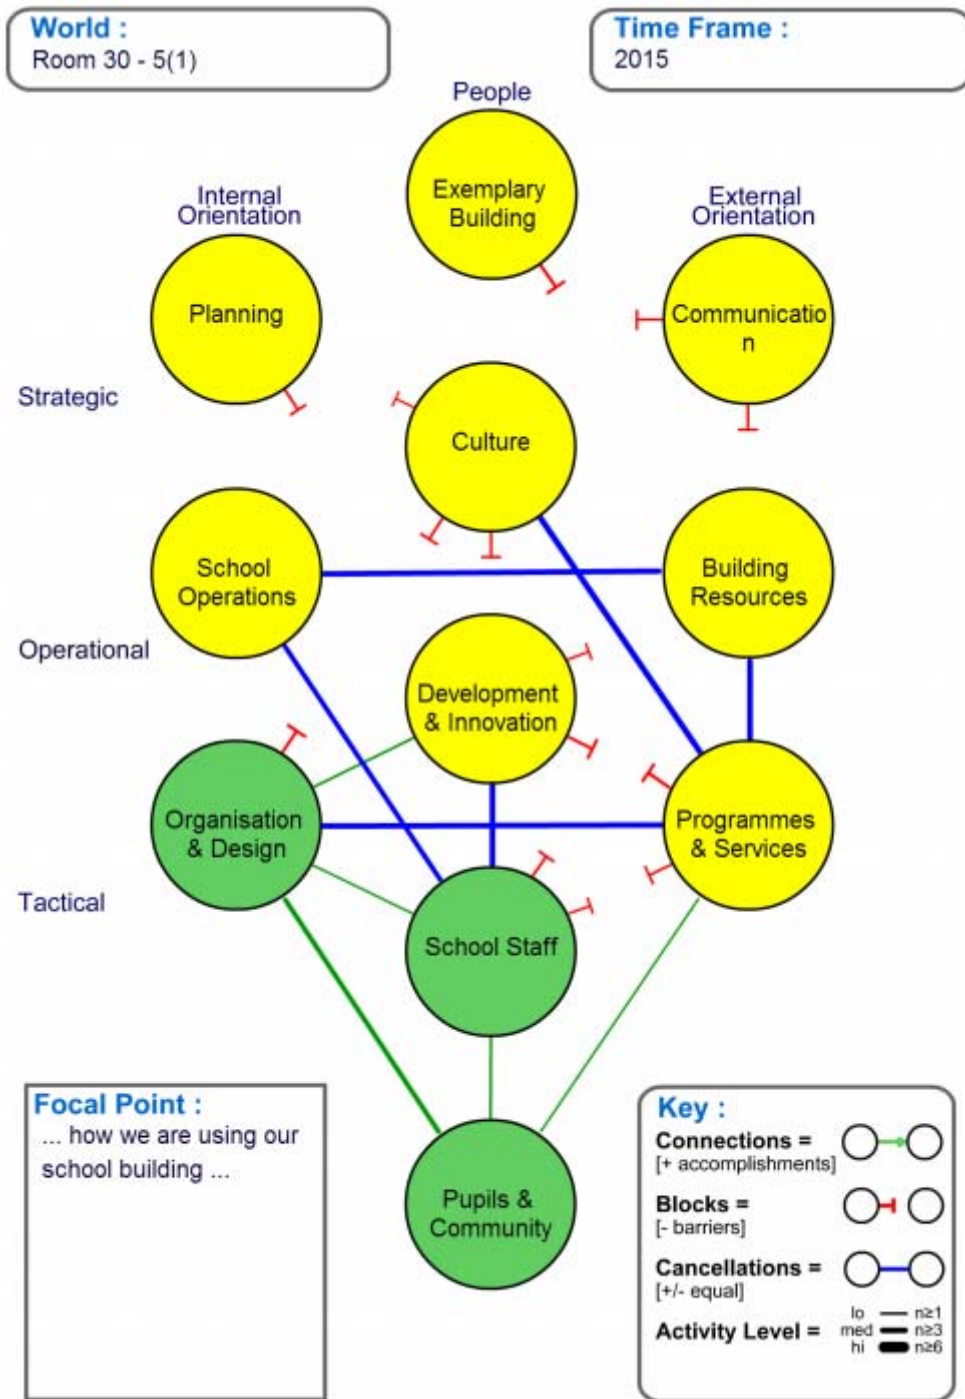 World :
Room 30 - 5(1)
Time Frame :
2015
People
Exemplary
Building
Internal
Orientation
External
Orientation
Planning
Communicatio
n
Strategic
Culture
School
Operations
Building
Resources
Operational
Development
& Innovation
Organisation
& Design
Programmes
& Services
Tactical
School Staff
Pupils &
Community
Focal Point :
... how we are using our
school building ...
Key :
Connections =
[+ accomplishments]
Blocks =
[- barriers]
Cancellations =
[+/- equal]
Activity Level =
lo n≥1
med n≥3
hi n≥6